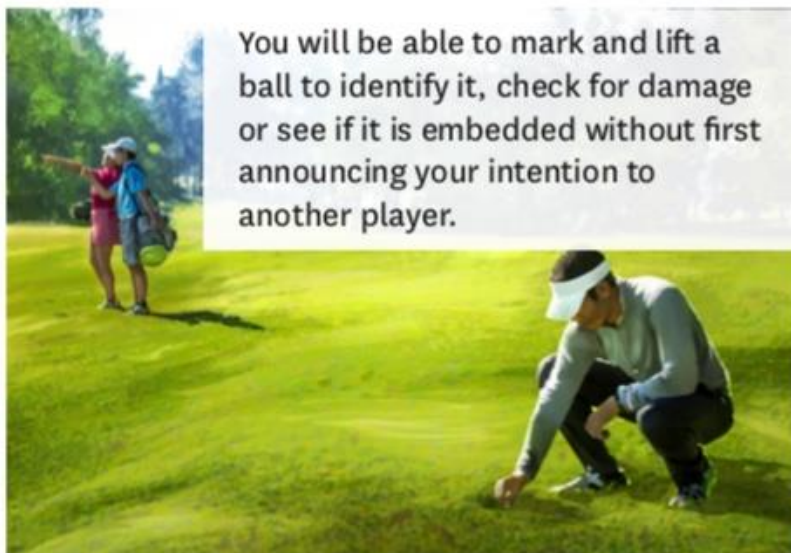 You will be able to mark and lift a
ball to identify it, check for damage
or see if it is embedded without first
announcing your intention to
another player.